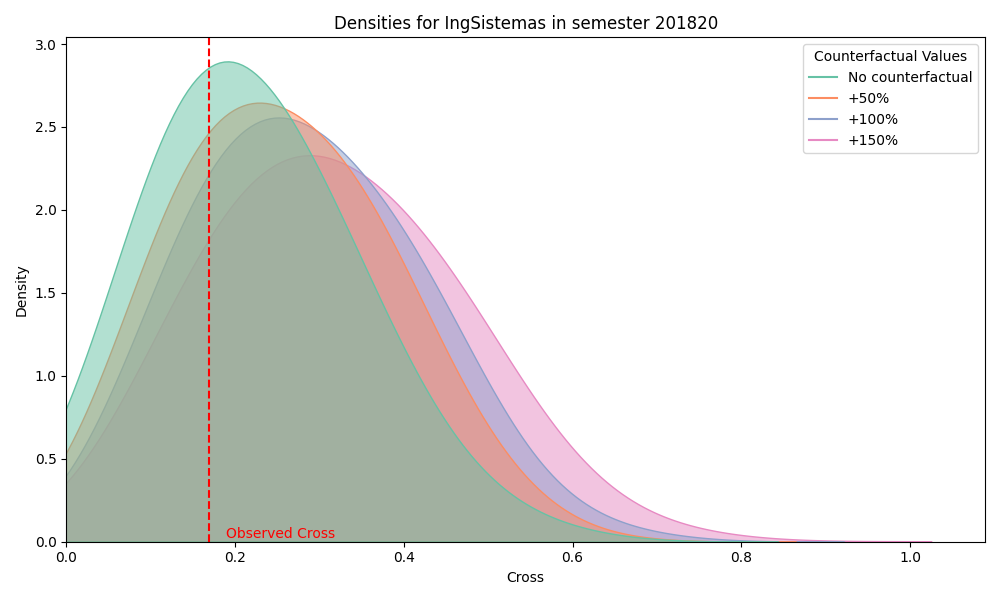 Densities for IngSistemas in semester 201820
Counterfactual Values
No counterfactual
+50%
+100%
+150%
Density
3.0
2.5
2.0
1.5
1.0
0.5
0.0
Observed Cross
0.0 0.2 0.4 0.6 0.8 1.0
Cross